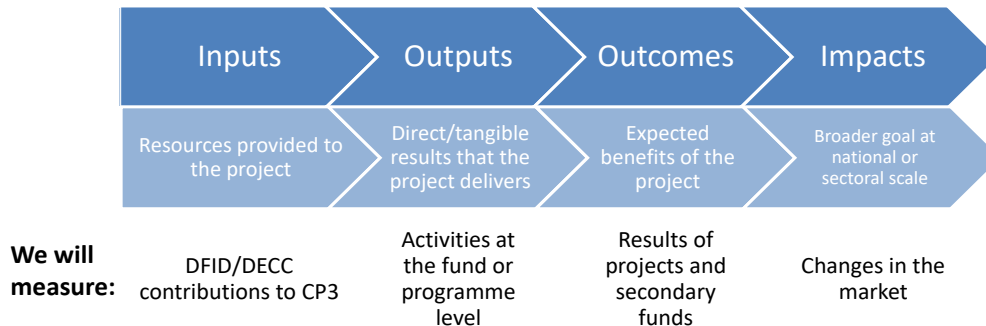 Inputs
Outputs
Outcomes
Impacts
Resources provided to
the project
Direct/tangible
results that the
project delivers
Expected
benefits of the
project
Broader goal at
national or
sectoral scale
We will
measure:
DFID/DECC
contributions to CP3
Activities at
the fund or
programme
level
Results of
projects and
secondary
funds
Changes in the
market